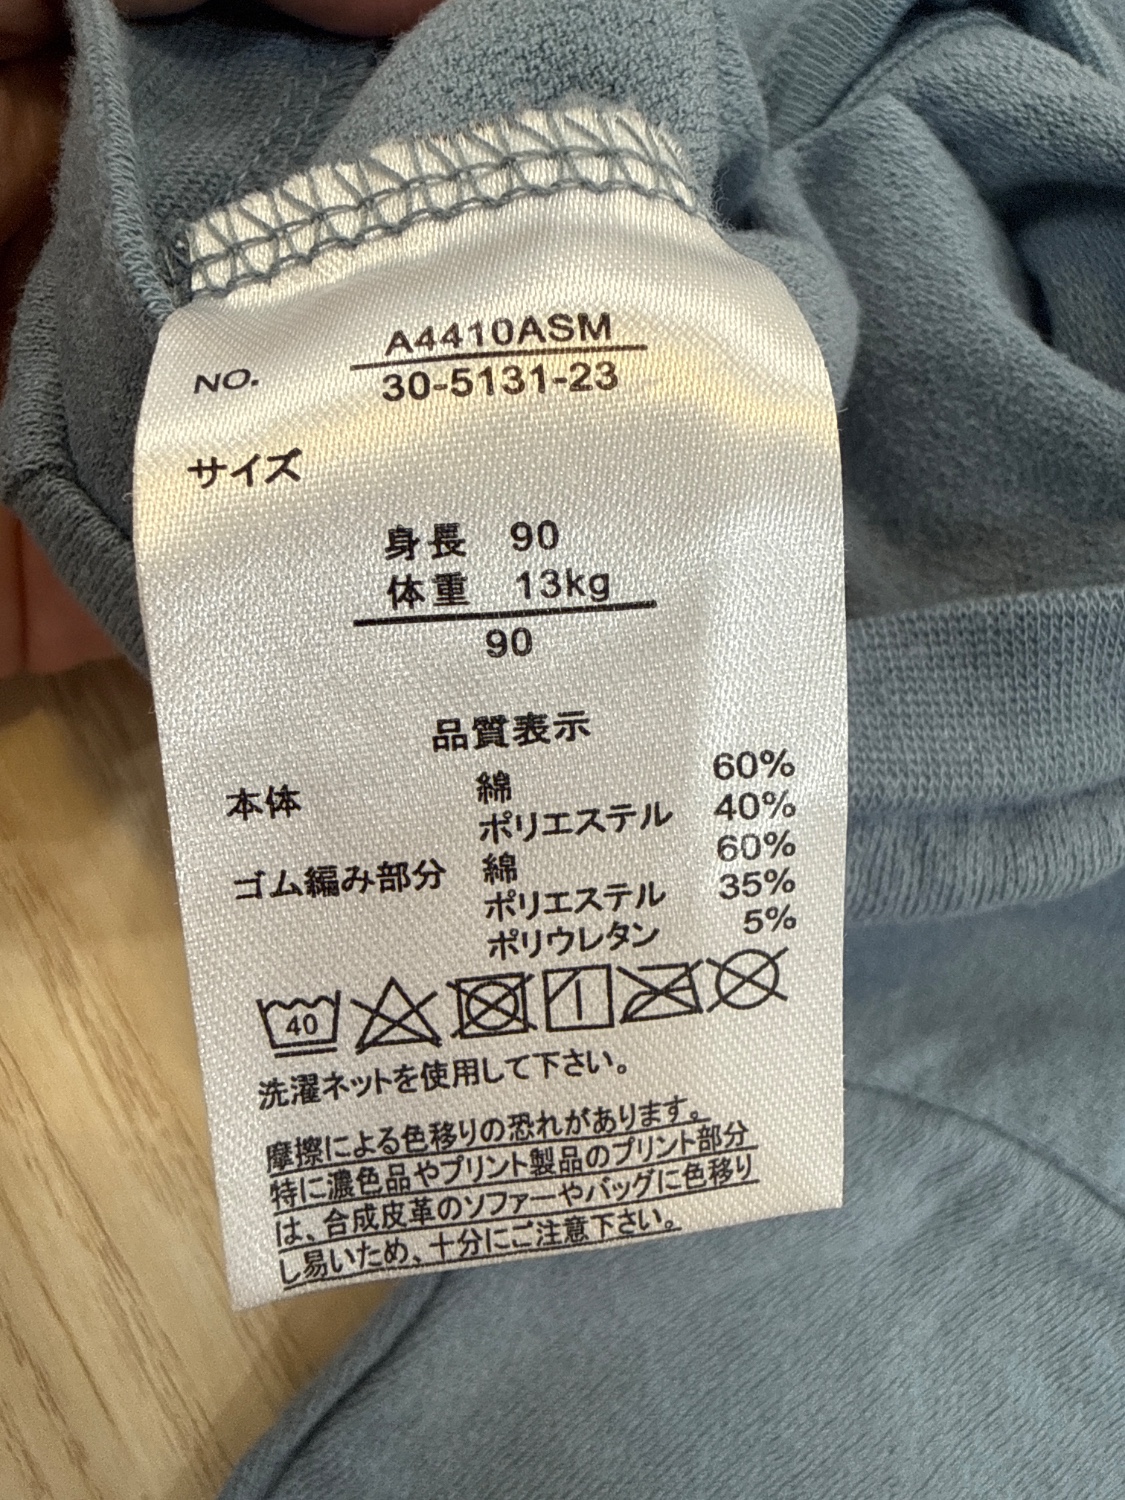 A4410ASM
NO. 30-5131-23
サイズ
身長 90
体重 13kg
90
品質表示
本体 綿 60%
ポリエステル 40%
ゴム編み部分 綿 60%
ポリエステル 35%
ポリウレタン 5%
40
洗濯ネットを使用して下さい。
摩擦による色移りの恐れがあります。
特に濃色品やプリント製品のプリント部分
は、合成皮革のソファーやバッグに色移り
し易いため、十分にご注意下さい。